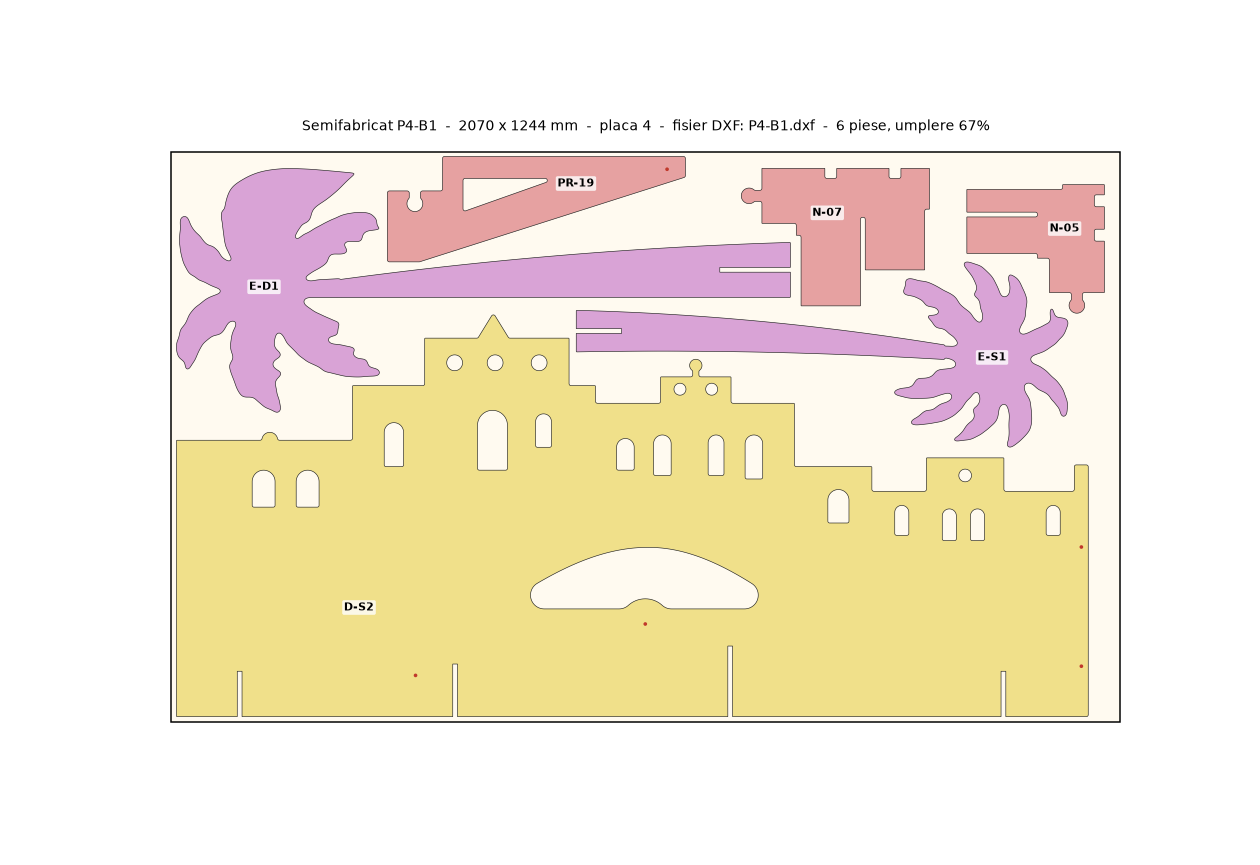 Semifabricat P4-B1  -  2070 x 1244 mm  -  placa 4  -  fisier DXF: P4-B1.dxf  -  6 piese, umplere 67%
PR-19
N-07
N-05
E-D1
E-S1
D-S2